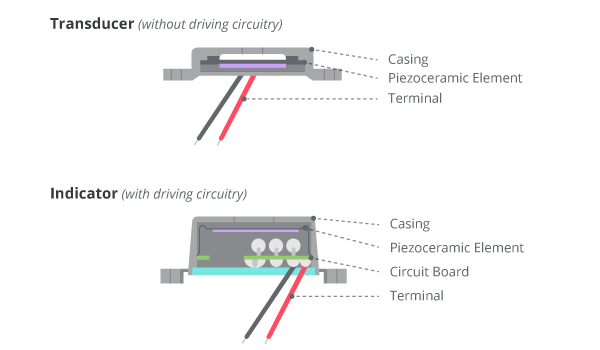 Transducer (without driving circuitry)
Casing
Piezoceramic Element
Terminal
Indicator (with driving circuitry)
Casing
Piezoceramic Element
Circuit Board
Terminal